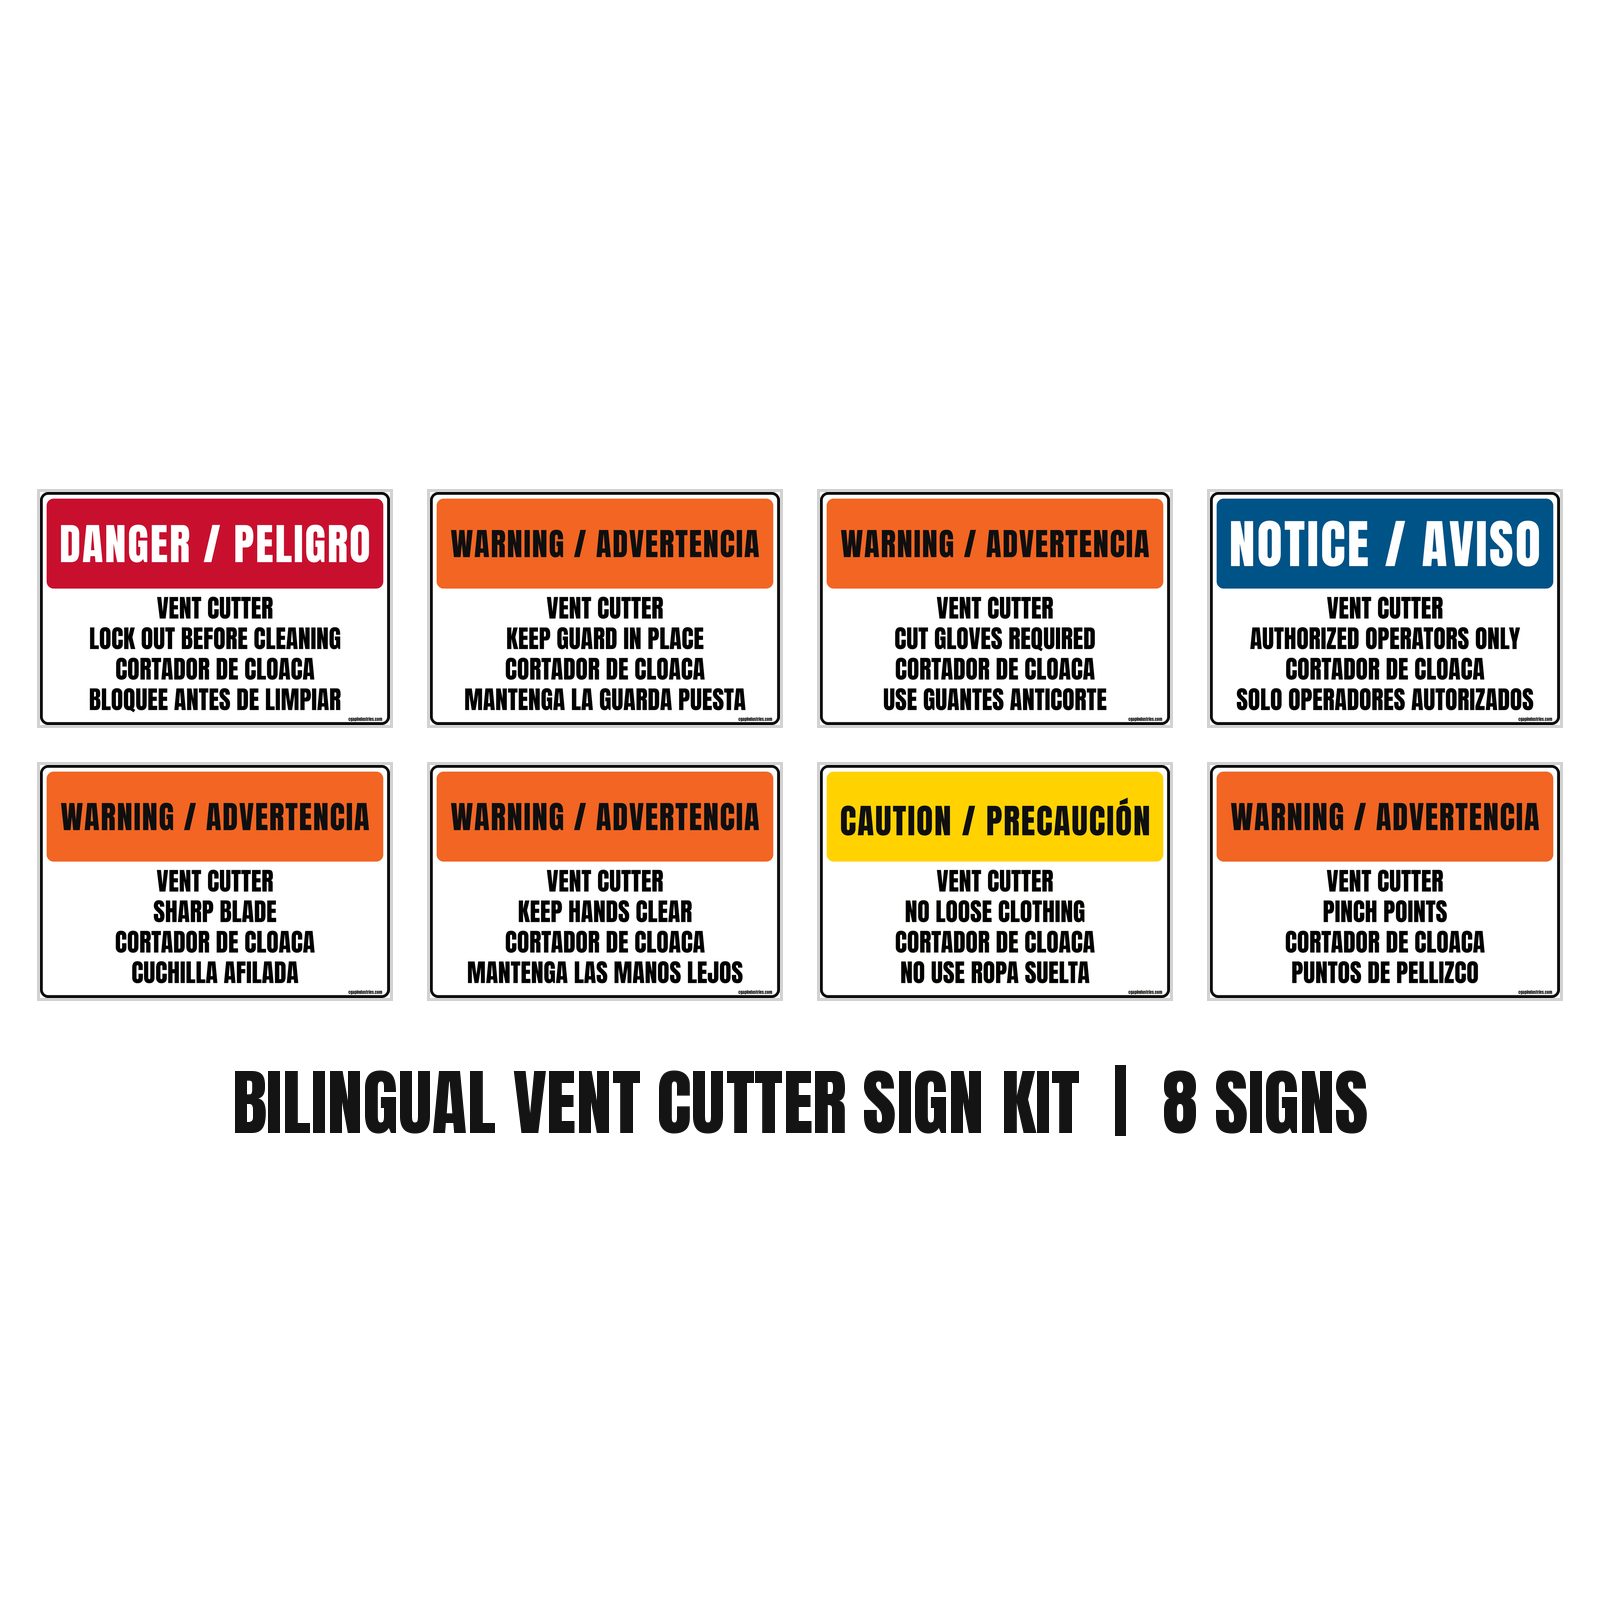 DANGER / PELIGRO
VENT CUTTER
LOCK OUT BEFORE CLEANING
CORTADOR DE CLOACA
BLOQUEE ANTES DE LIMPIAR
WARNING / ADVERTENCIA
VENT CUTTER
KEEP GUARD IN PLACE
CORTADOR DE CLOACA
MANTENGA LA GUARDA PUESTA
WARNING / ADVERTENCIA
VENT CUTTER
CUT GLOVES REQUIRED
CORTADOR DE CLOACA
USE GUANTES ANTICORTE
NOTICE / AVISO
VENT CUTTER
AUTHORIZED OPERATORS ONLY
CORTADOR DE CLOACA
SOLO OPERADORES AUTORIZADOS
WARNING / ADVERTENCIA
VENT CUTTER
SHARP BLADE
CORTADOR DE CLOACA
CUCHILLA AFILADA
WARNING / ADVERTENCIA
VENT CUTTER
KEEP HANDS CLEAR
CORTADOR DE CLOACA
MANTENGA LAS MANOS LEJOS
CAUTION / PRECAUCIÓN
VENT CUTTER
NO LOOSE CLOTHING
CORTADOR DE CLOACA
NO USE ROPA SUELTA
WARNING / ADVERTENCIA
VENT CUTTER
PINCH POINTS
CORTADOR DE CLOACA
PUNTOS DE PELLIZCO
BILINGUAL VENT CUTTER SIGN KIT | 8 SIGNS